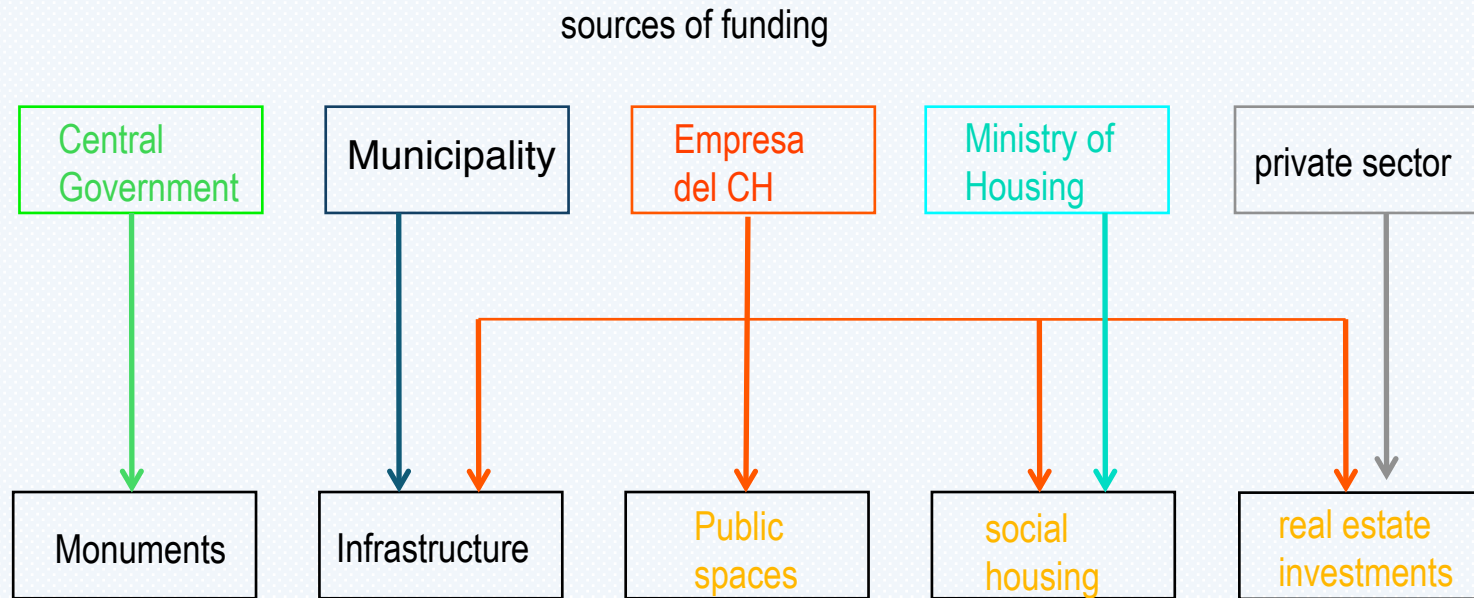 sources of funding
Central
Government
Municipality
Empresa
del CH
Ministry of
Housing
private sector
Monuments
Infrastructure
Public
spaces
social
housing
real estate
investments